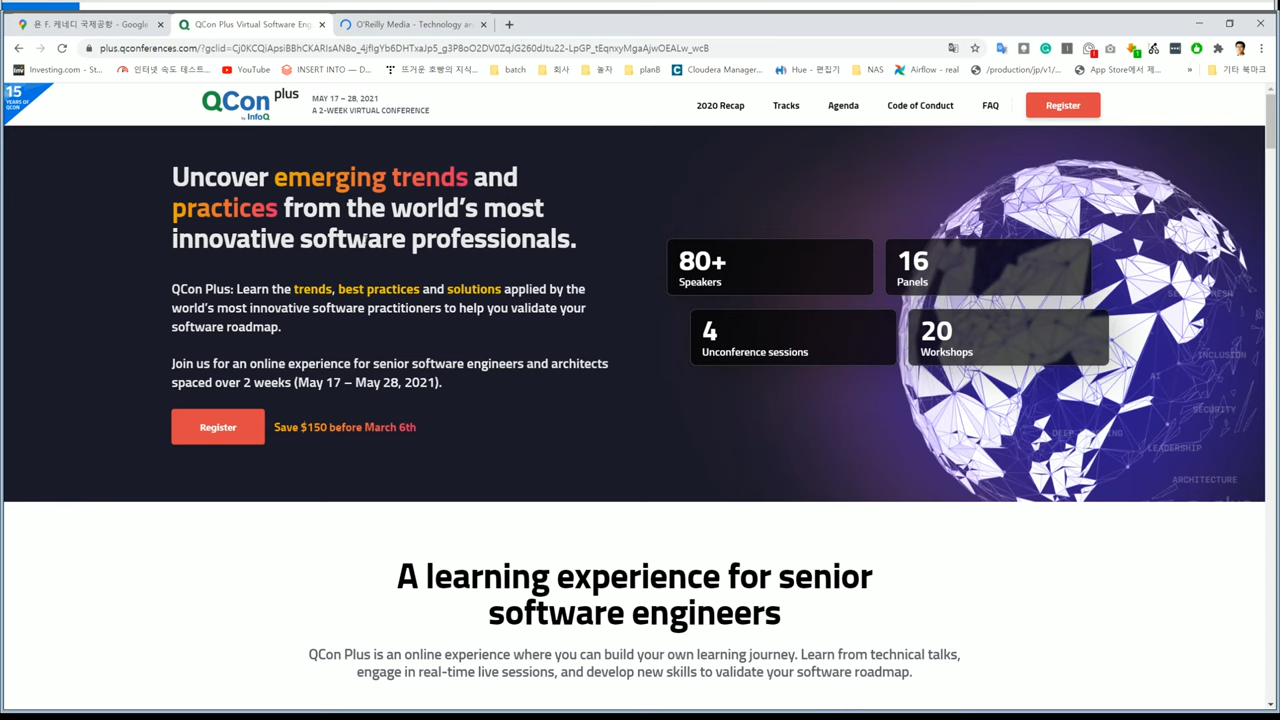 욘 F. 케네디 국제공항 - Google
QCon Plus Virtual Software Eng
O'Reilly Media - Technology an
plus.qconferences.com/?gclid=Cj0KCQiApsiBBhCKARIsAN8o_4jfIgYb6DHTxaJp5_g3P8oO2DV0ZqJG260dJtu22-LpGP_tEqnxyMgaAjwOEALw_wcB
Investing.com - St...
인터넷 속도 테스트...
YouTube
INSERT INTO — D...
뜨거운 호빵의 지식...
batch
회사
놀자
plan8
Cloudera Manager...
Hue - 편집기
NAS
Airflow - real
/production/jp/v1/...
App Store에서 제...
»
기타 북마크
15
YEARS OF
QCON
QCon plus
by InfoQ
MAY 17 – 28, 2021
A 2-WEEK VIRTUAL CONFERENCE
2020 Recap
Tracks
Agenda
Code of Conduct
FAQ
Register
Uncover emerging trends and
practices from the world's most
innovative software professionals.
QCon Plus: Learn the trends, best practices and solutions applied by the
world's most innovative software practitioners to help you validate your
software roadmap.
Join us for an online experience for senior software engineers and architects
spaced over 2 weeks (May 17 – May 28, 2021).
Register
Save $150 before March 6th
80+
Speakers
16
Panels
4
Unconference sessions
20
Workshops
INCLUSION
AI
SECURITY
DEEP LEARNING
LEADERSHIP
ARCHITECTURE
A learning experience for senior
software engineers
QCon Plus is an online experience where you can build your own learning journey. Learn from technical talks,
engage in real-time live sessions, and develop new skills to validate your software roadmap.